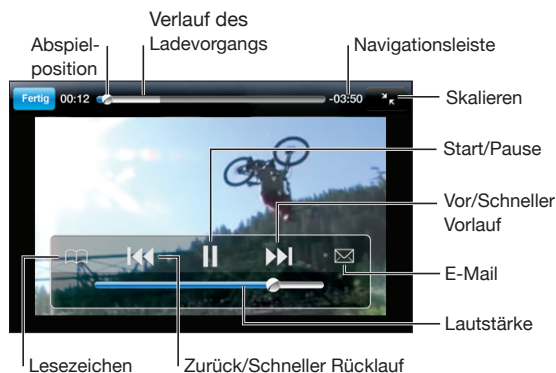 Verlauf des
Ladevorgangs
Abspiel-
position
Navigationsleiste
Fertig 00:12 -03:50
Skalieren
Start/Pause
Vor/Schneller
Vorlauf
E-Mail
Lautstärke
Lesezeichen
Zurück/Schneller Rücklauf